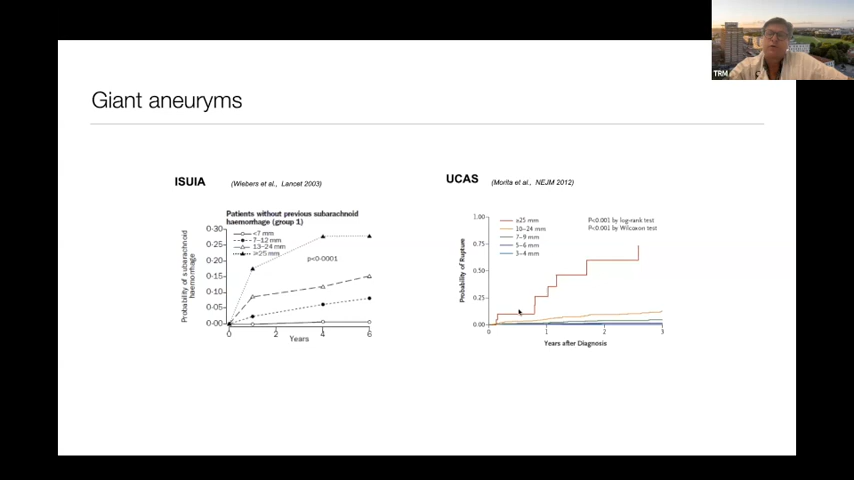 TRM
Giant aneuryms
ISUIA (Wiebers et al., Lancet 2003)
Patients without previous subarachnoid
haemorrhage (group 1)
<7 mm
7–12 mm
13–24 mm
>25 mm
p<0·0001
Probability of subarachnoid
haemorrhage
0·30
0·25
0·20
0·15
0·10
0·05
0·00
0 2 4 6
Years
UCAS (Morita et al., NEJM 2012)
≥25 mm
10–24 mm
7–9 mm
5–6 mm
3–4 mm
P<0.001 by log-rank test
P<0.001 by Wilcoxon test
Probability of Rupture
1.00
0.75
0.50
0.25
0.00
0 1 2 3
Years after Diagnosis